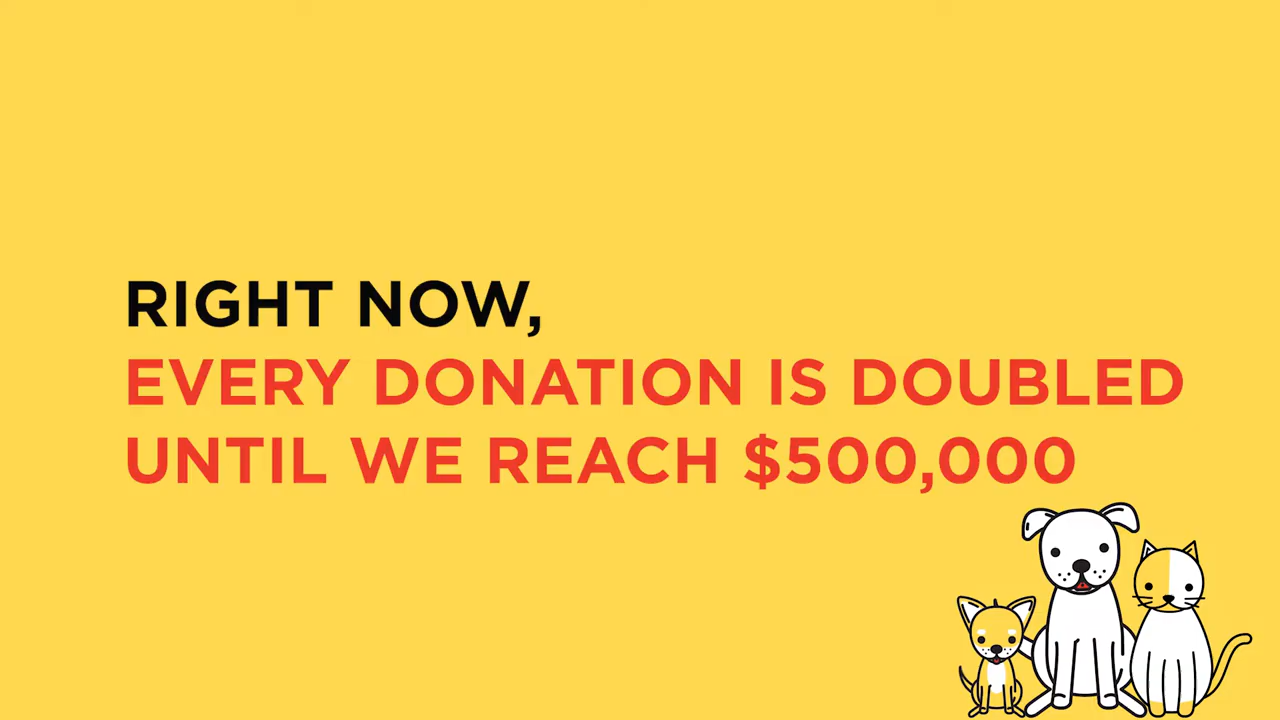 RIGHT NOW,
EVERY DONATION IS DOUBLED
UNTIL WE REACH $500,000